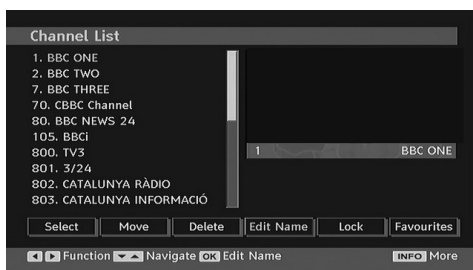 Channel List
1. BBC ONE
2. BBC TWO
7. BBC THREE
70. CBBC Channel
80. BBC NEWS 24
105. BBCi
800. TV3
801. 3/24
802. CATALUNYA RÀDIO
803. CATALUNYA INFORMACIÓ
1 BBC ONE
Select Move Delete Edit Name Lock Favourites
Function Navigate OK Edit Name INFO More